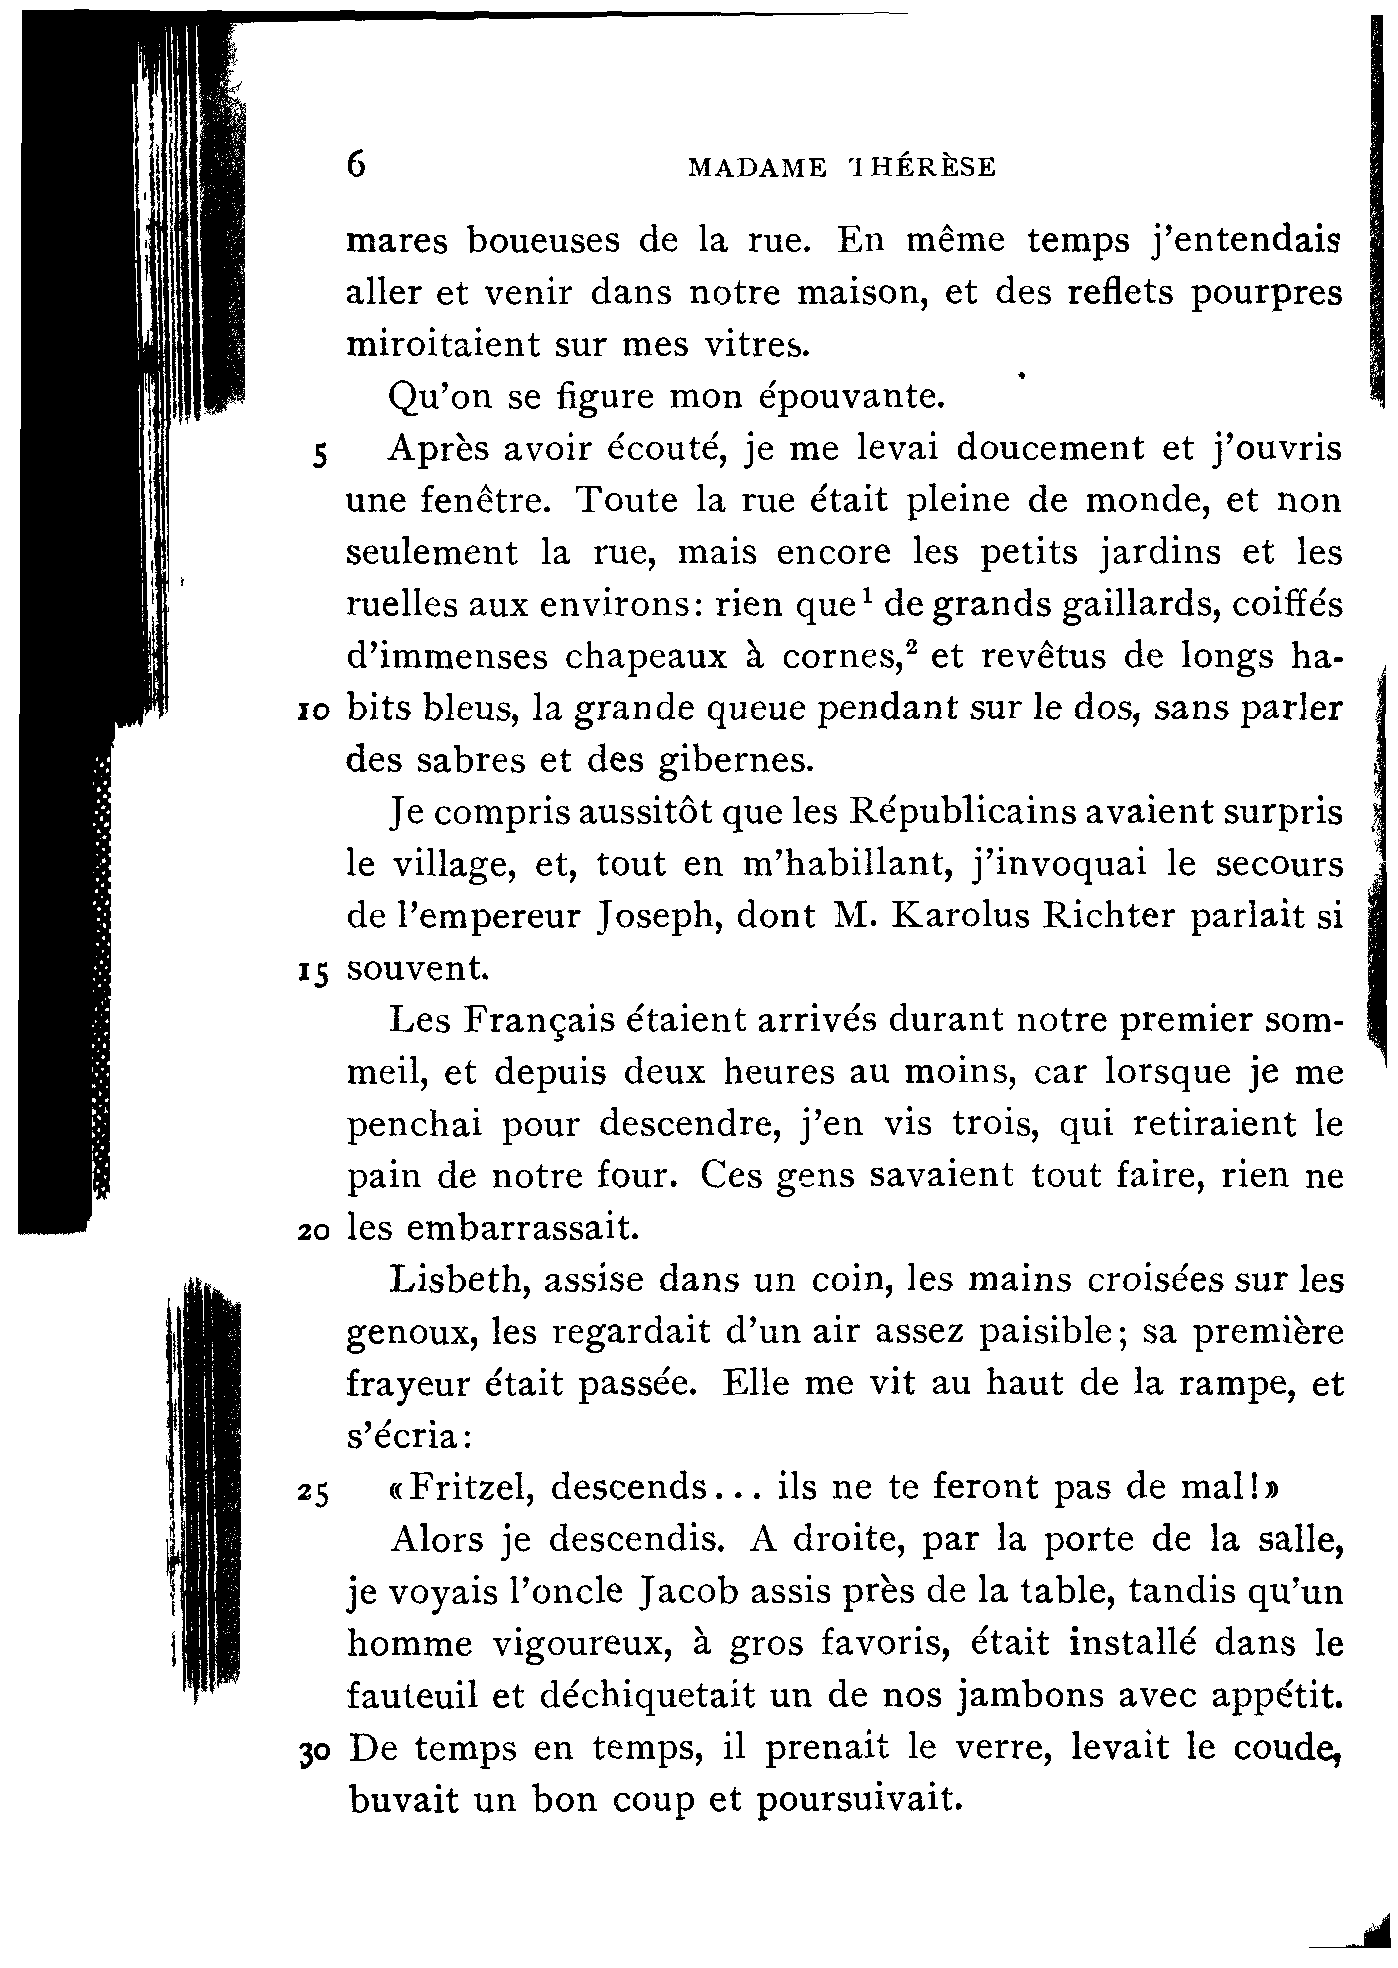 6 MADAME THÉRÈSE
mares boueuses de la rue. En même temps j'entendais
aller et venir dans notre maison, et des reflets pourpres
miroitaient sur mes vitres.
Qu'on se figure mon épouvante.
5 Après avoir écouté, je me levai doucement et j'ouvris
une fenêtre. Toute la rue était pleine de monde, et non
seulement la rue, mais encore les petits jardins et les
ruelles aux environs: rien que¹ de grands gaillards, coiffés
d'immenses chapeaux à cornes,² et revêtus de longs ha-
10 bits bleus, la grande queue pendant sur le dos, sans parler
des sabres et des gibernes.
Je compris aussitôt que les Républicains avaient surpris
le village, et, tout en m'habillant, j'invoquai le secours
de l'empereur Joseph, dont M. Karolus Richter parlait si
15 souvent.
Les Français étaient arrivés durant notre premier som-
meil, et depuis deux heures au moins, car lorsque je me
penchai pour descendre, j'en vis trois, qui retiraient le
pain de notre four. Ces gens savaient tout faire, rien ne
20 les embarrassait.
Lisbeth, assise dans un coin, les mains croisées sur les
genoux, les regardait d'un air assez paisible; sa première
frayeur était passée. Elle me vit au haut de la rampe, et
s'écria:
25 «Fritzel, descends... ils ne te feront pas de mal!»
Alors je descendis. A droite, par la porte de la salle,
je voyais l'oncle Jacob assis près de la table, tandis qu'un
homme vigoureux, à gros favoris, était installé dans le
fauteuil et déchiquetait un de nos jambons avec appétit.
30 De temps en temps, il prenait le verre, levait le coude,
buvait un bon coup et poursuivait.